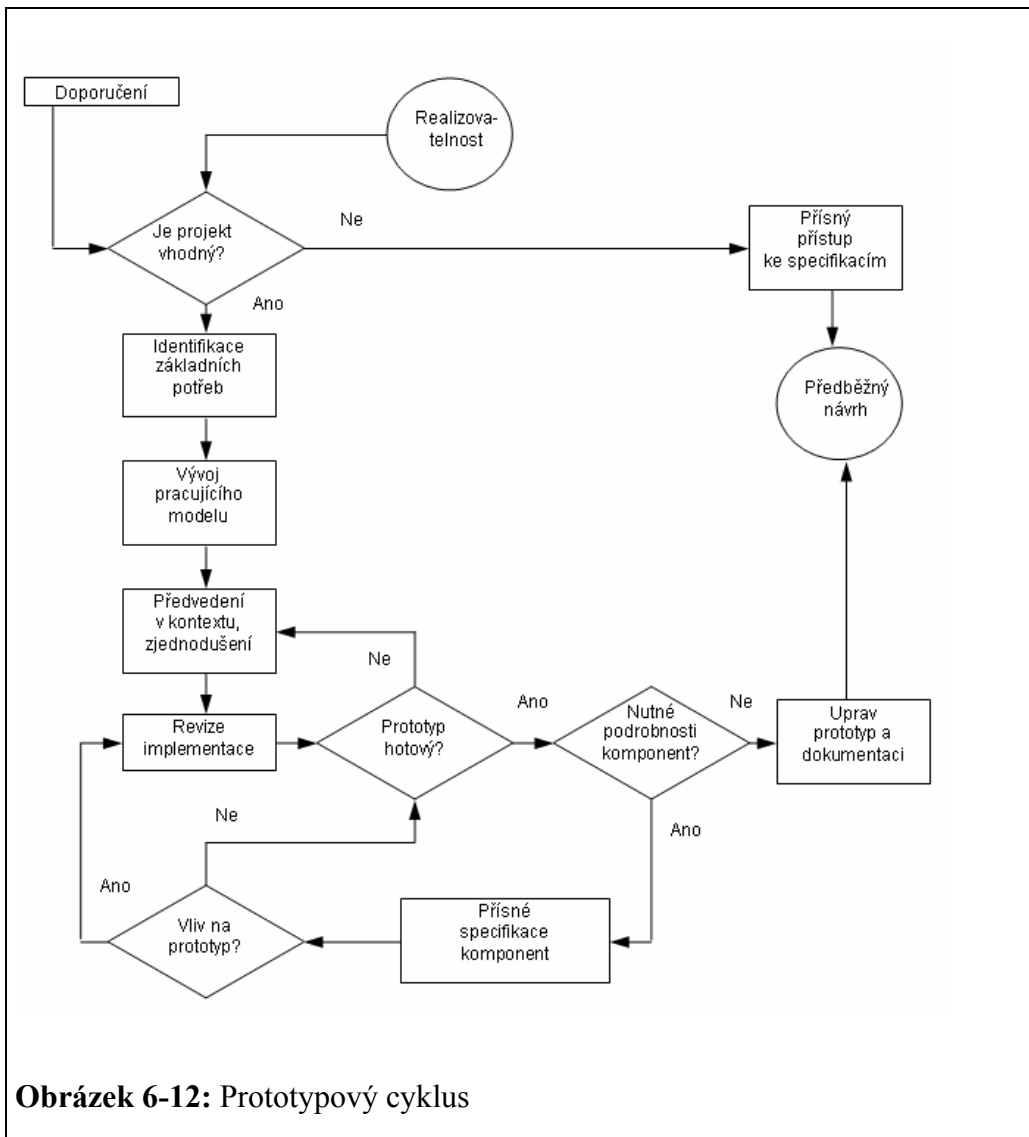 Doporučení
Realizova-
telnost
Je projekt
vhodný?
Ne
Přísný
přístup
ke specifikacím
Ano
Identifikace
základních
potřeb
Předběžný
návrh
Vývoj
pracujícího
modelu
Předvedení
v kontextu,
zjednodušení
Ne
Revize
implementace
Prototyp
hotový?
Ano
Nutné
podrobnosti
komponent?
Ne
Uprav
prototyp a
dokumentaci
Ne
Ano
Ano
Vliv na
prototyp?
Přísné
specifikace
komponent
Obrázek 6-12: Prototypový cyklus